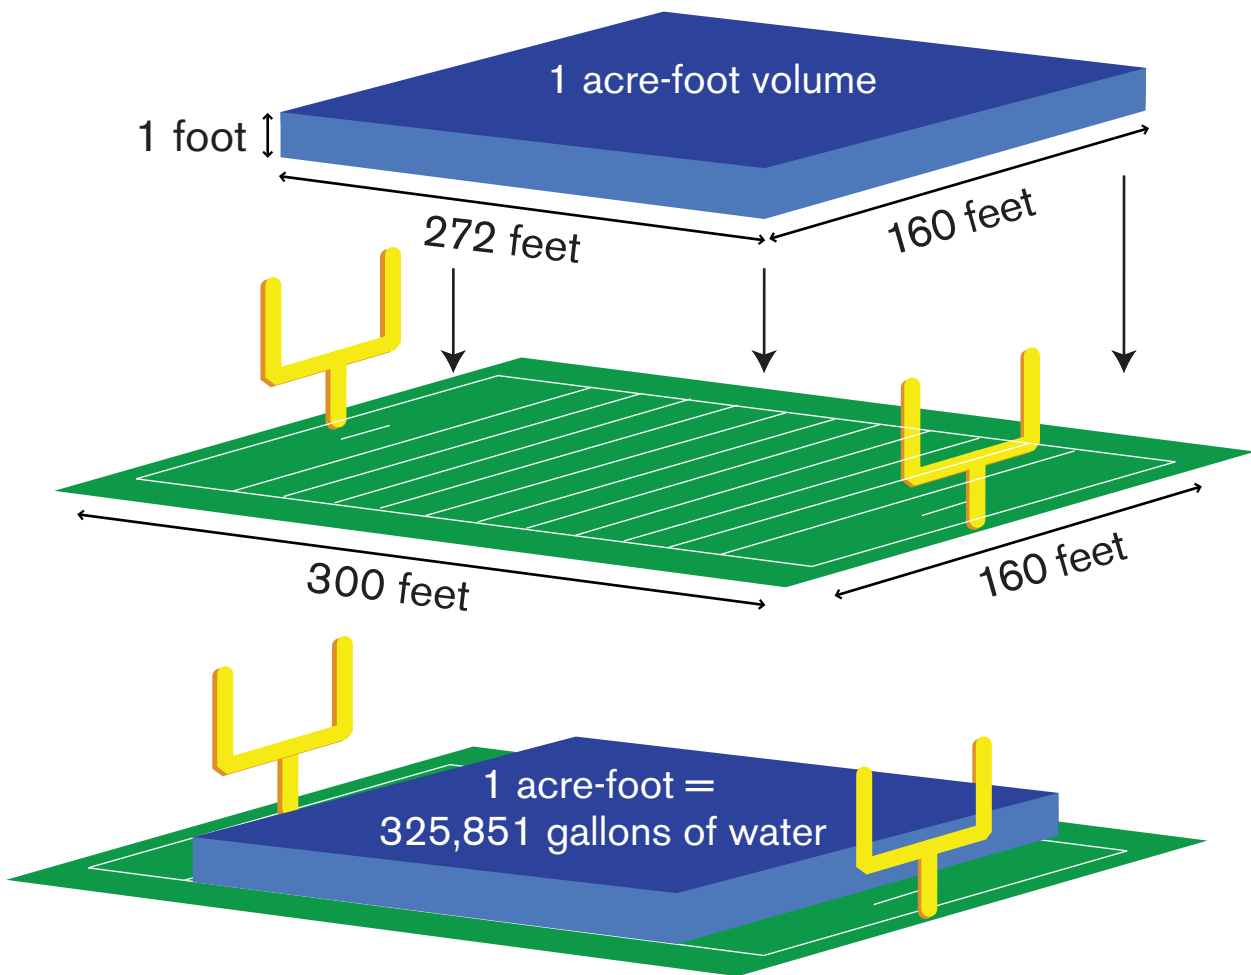 1 acre-foot volume
1 foot
272 feet
160 feet
300 feet
160 feet
1 acre-foot =
325,851 gallons of water